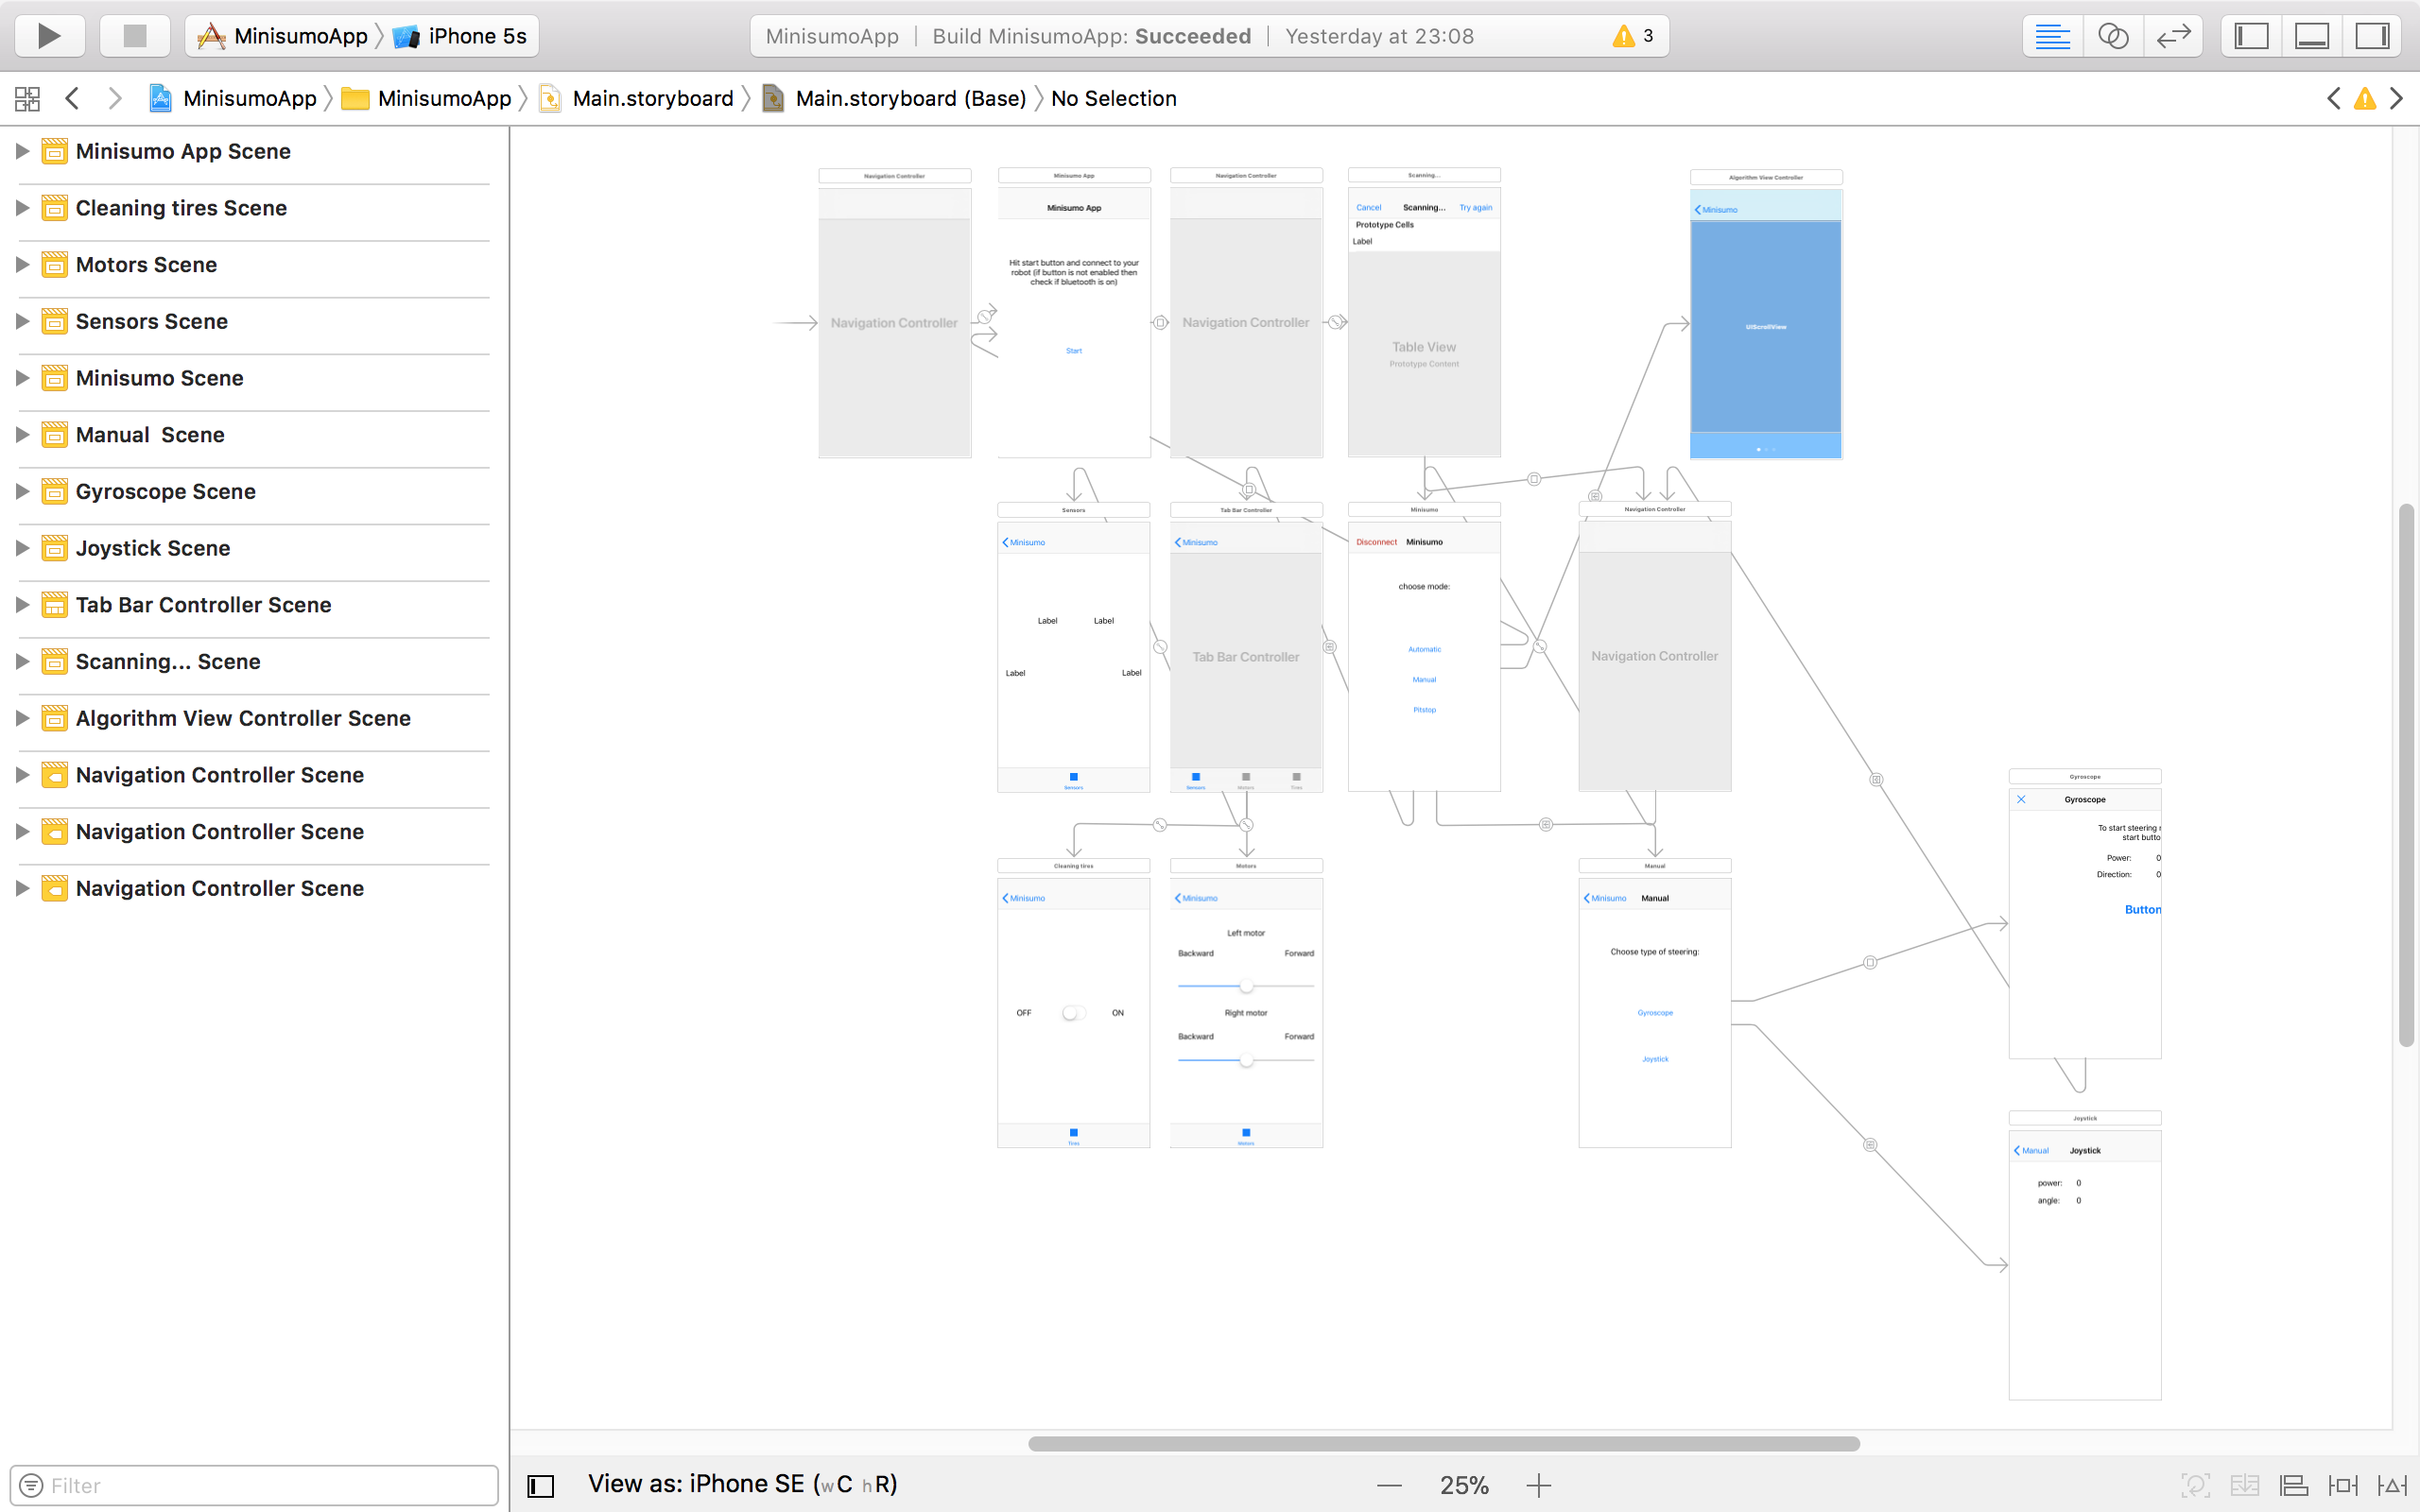 MinisumoApp iPhone 5s
MinisumoApp Build MinisumoApp: Succeeded Yesterday at 23:08 3
MinisumoApp MinisumoApp Main.storyboard Main.storyboard (Base) No Selection
Minisumo App Scene
Cleaning tires Scene
Motors Scene
Sensors Scene
Minisumo Scene
Manual  Scene
Gyroscope Scene
Joystick Scene
Tab Bar Controller Scene
Scanning... Scene
Algorithm View Controller Scene
Navigation Controller Scene
Navigation Controller Scene
Navigation Controller Scene
Filter
Navigation Controller
Navigation Controller
Minisumo App
Minisumo App
Hit start button and connect to your
robot (if button is not enabled then
check if bluetooth is on)
Start
Navigation Controller
Navigation Controller
Scanning...
Cancel Scanning... Try again
Prototype Cells
Label
Table View
Prototype Content
Algorithm View Controller
Minisumo
UIScrollView
Sensors
Minisumo
Label Label
Label Label
Sensors
Tab Bar Controller
Minisumo
Tab Bar Controller
Sensors Motors Tires
Minisumo
Disconnect Minisumo
choose mode:
Automatic
Manual
Pitstop
Navigation Controller
Navigation Controller
Cleaning tires
Minisumo
OFF ON
Tires
Motors
Minisumo
Left motor
Backward Forward
Right motor
Backward Forward
Motors
Manual
Minisumo Manual
Choose type of steering:
Gyroscope
Joystick
Gyroscope
Gyroscope
To start steering
start butto
Power: 0
Direction: 0
Button
Joystick
Manual Joystick
power: 0
angle: 0
View as: iPhone SE (wC hR)
25%